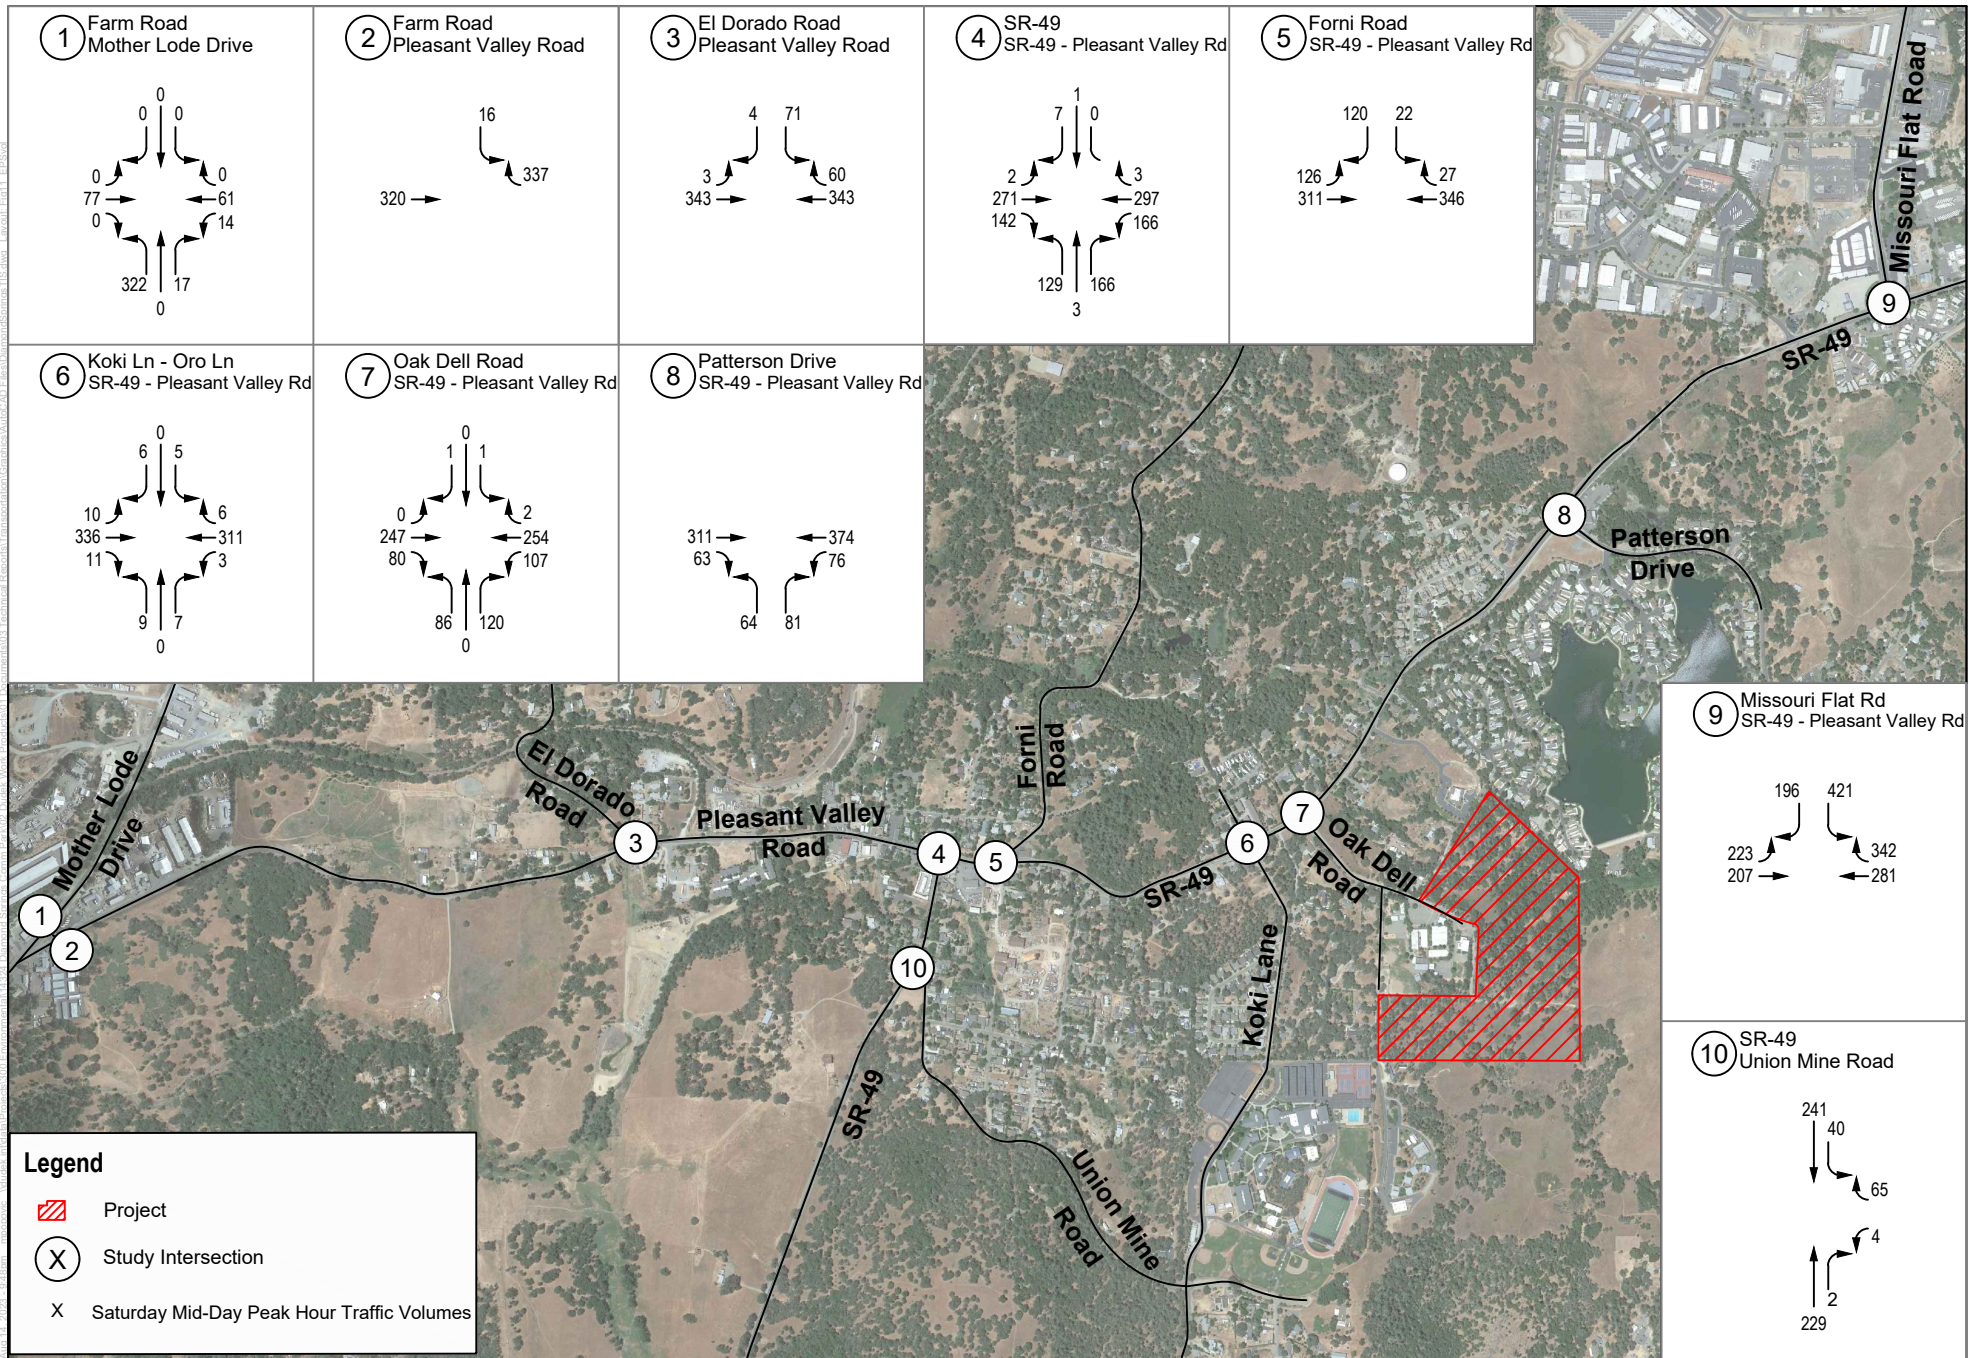 1
Farm Road
Mother Lode Drive
0
0 0
0 0
77 61
0 14
322 17
0
2
Farm Road
Pleasant Valley Road
16
337
320
3
El Dorado Road
Pleasant Valley Road
4 71
3 60
343 343
4
SR-49
SR-49 - Pleasant Valley Rd
1
7 0
2 3
271 297
142 166
129 166
3
5
Forni Road
SR-49 - Pleasant Valley Rd
120 22
126 27
311 346
6
Koki Ln - Oro Ln
SR-49 - Pleasant Valley Rd
0
6 5
10 6
336 311
11 3
9 7
0
7
Oak Dell Road
SR-49 - Pleasant Valley Rd
0
1 1
0 2
247 254
80 107
86 120
0
8
Patterson Drive
SR-49 - Pleasant Valley Rd
311 374
63 76
64 81
9
Missouri Flat Rd
SR-49 - Pleasant Valley Rd
196 421
223 342
207 281
10
SR-49
Union Mine Road
241
40
65
4
2
229
Missouri Flat Road
9
SR-49
8
Patterson
Drive
Forni
Road
Mother Lode
Drive
El Dorado
Road
Pleasant Valley
Road
3
4
5
6
7
Oak Dell
Road
SR-49
1
2
10
Koki Lane
SR-49
Union Mine
Road
Legend
Project
X Study Intersection
X Saturday Mid-Day Peak Hour Traffic Volumes